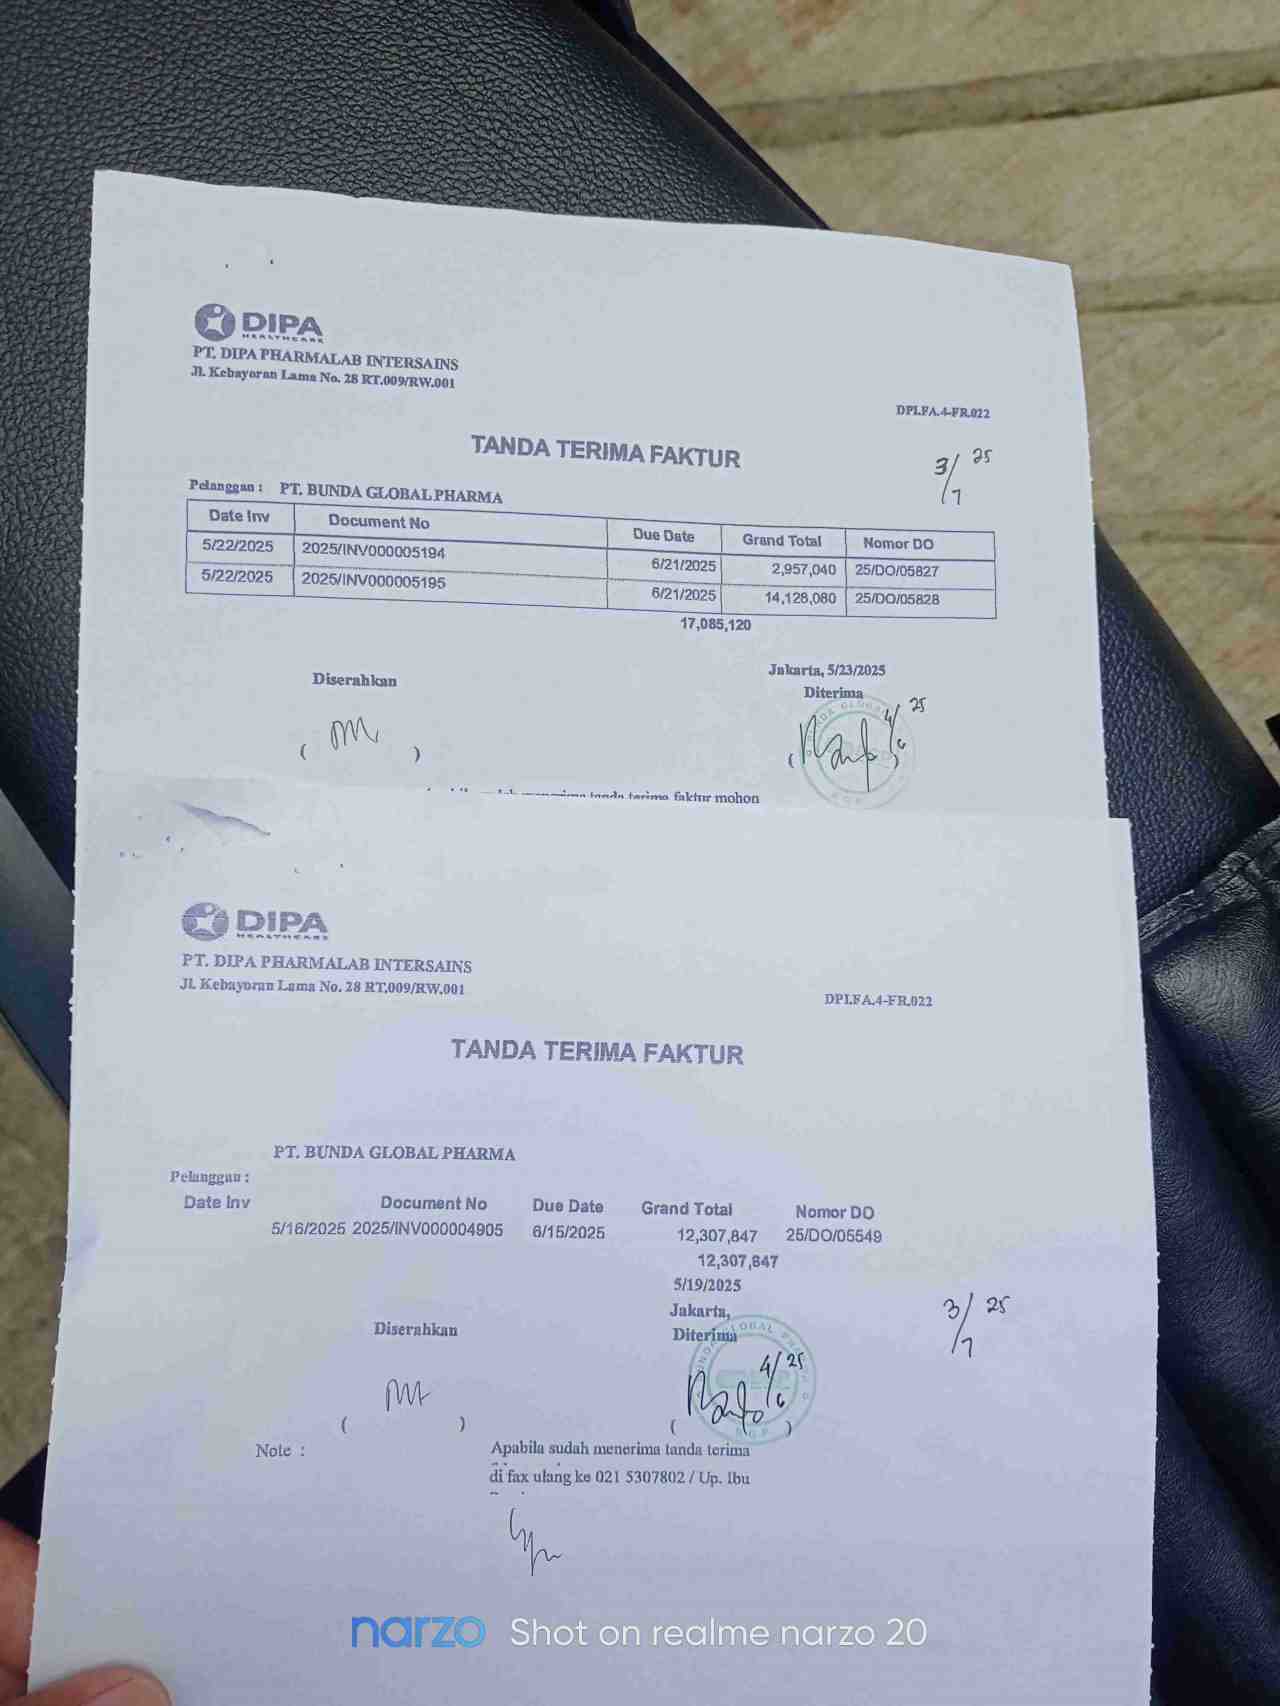 DIPA
HEALTHCARE
PT. DIPA PHARMALAB INTERSAINS
Jl. Kebayoran Lama No. 28 RT.009/RW.001
DPI.FA.4-FR.022
TANDA TERIMA FAKTUR
3/7 25
Pelanggan : PT. BUNDA GLOBAL PHARMA
Date Inv Document No Due Date Grand Total Nomor DO
5/22/2025 2025/INV000005194 6/21/2025 2,957,040 25/DO/05827
5/22/2025 2025/INV000005195 6/21/2025 14,128,080 25/DO/05828
17,085,120
Jakarta, 5/23/2025
Diserahkan Diterima
4/6 25
( ) ( )
menerima tanda terima faktur mohon
DIPA
HEALTHCARE
PT. DIPA PHARMALAB INTERSAINS
Jl. Kebayoran Lama No. 28 RT.009/RW.001
DPI.FA.4-FR.022
TANDA TERIMA FAKTUR
PT. BUNDA GLOBAL PHARMA
Pelanggan :
Date Inv Document No Due Date Grand Total Nomor DO
5/16/2025 2025/INV000004905 6/15/2025 12,307,847 25/DO/05549
12,307,847
5/19/2025
Jakarta,
3/7 25
Diserahkan Diterima
4/6 25
( ) ( )
Note : Apabila sudah menerima tanda terima
di fax ulang ke 021 5307802 / Up. Ibu
narzo Shot on realme narzo 20